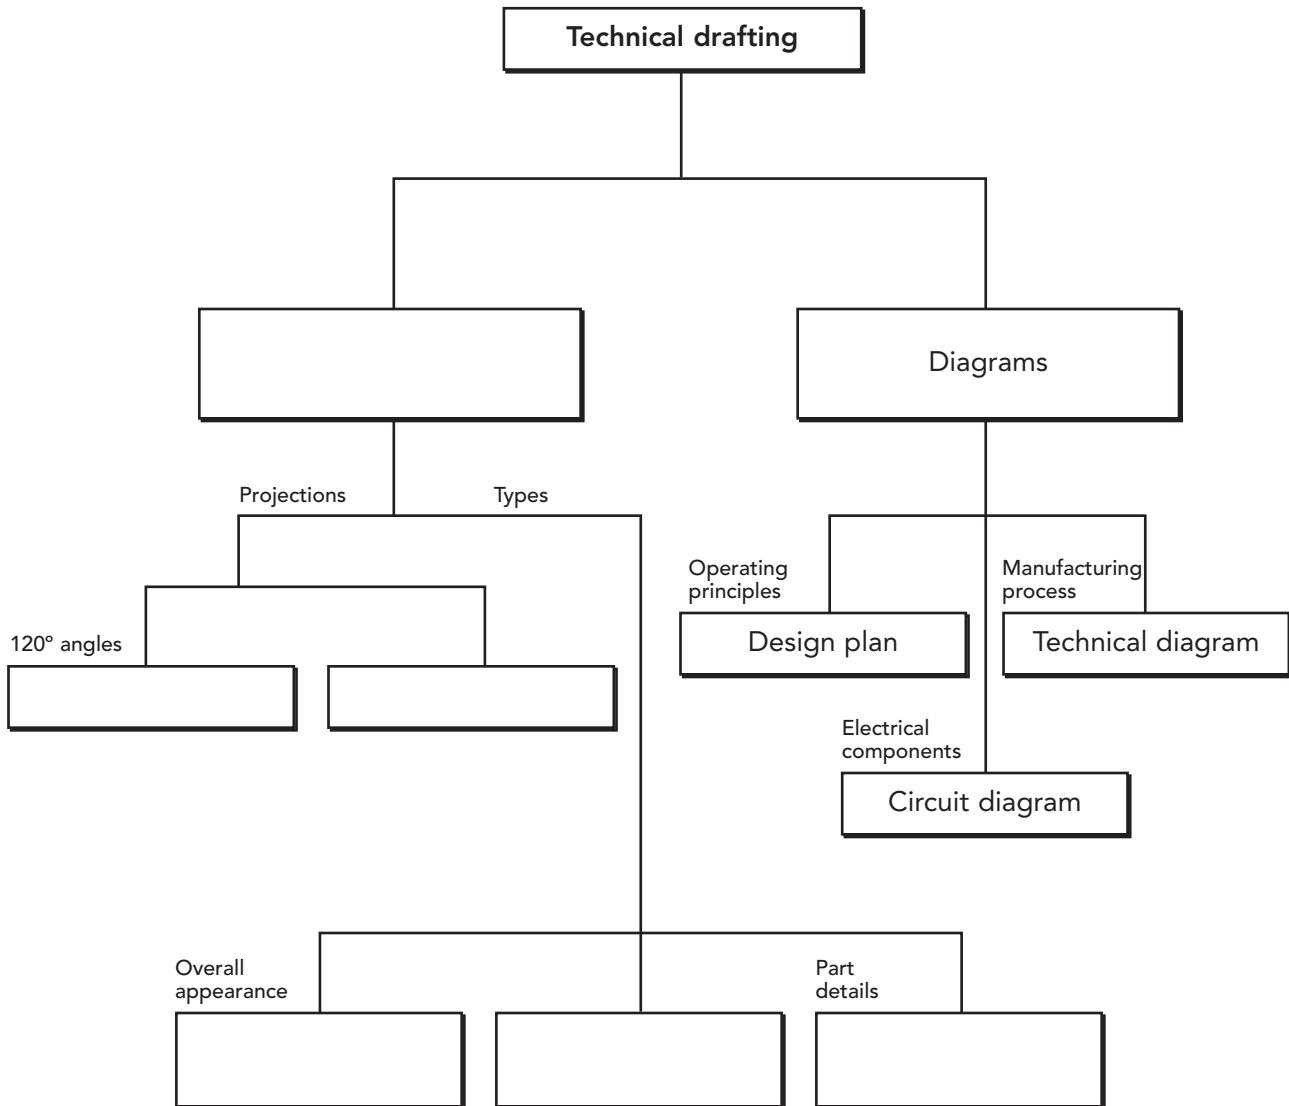 Technical drafting
Diagrams
Projections
Types
Operating
principles
Manufacturing
process
Design plan
Technical diagram
120º angles
Electrical
components
Circuit diagram
Overall
appearance
Part
details